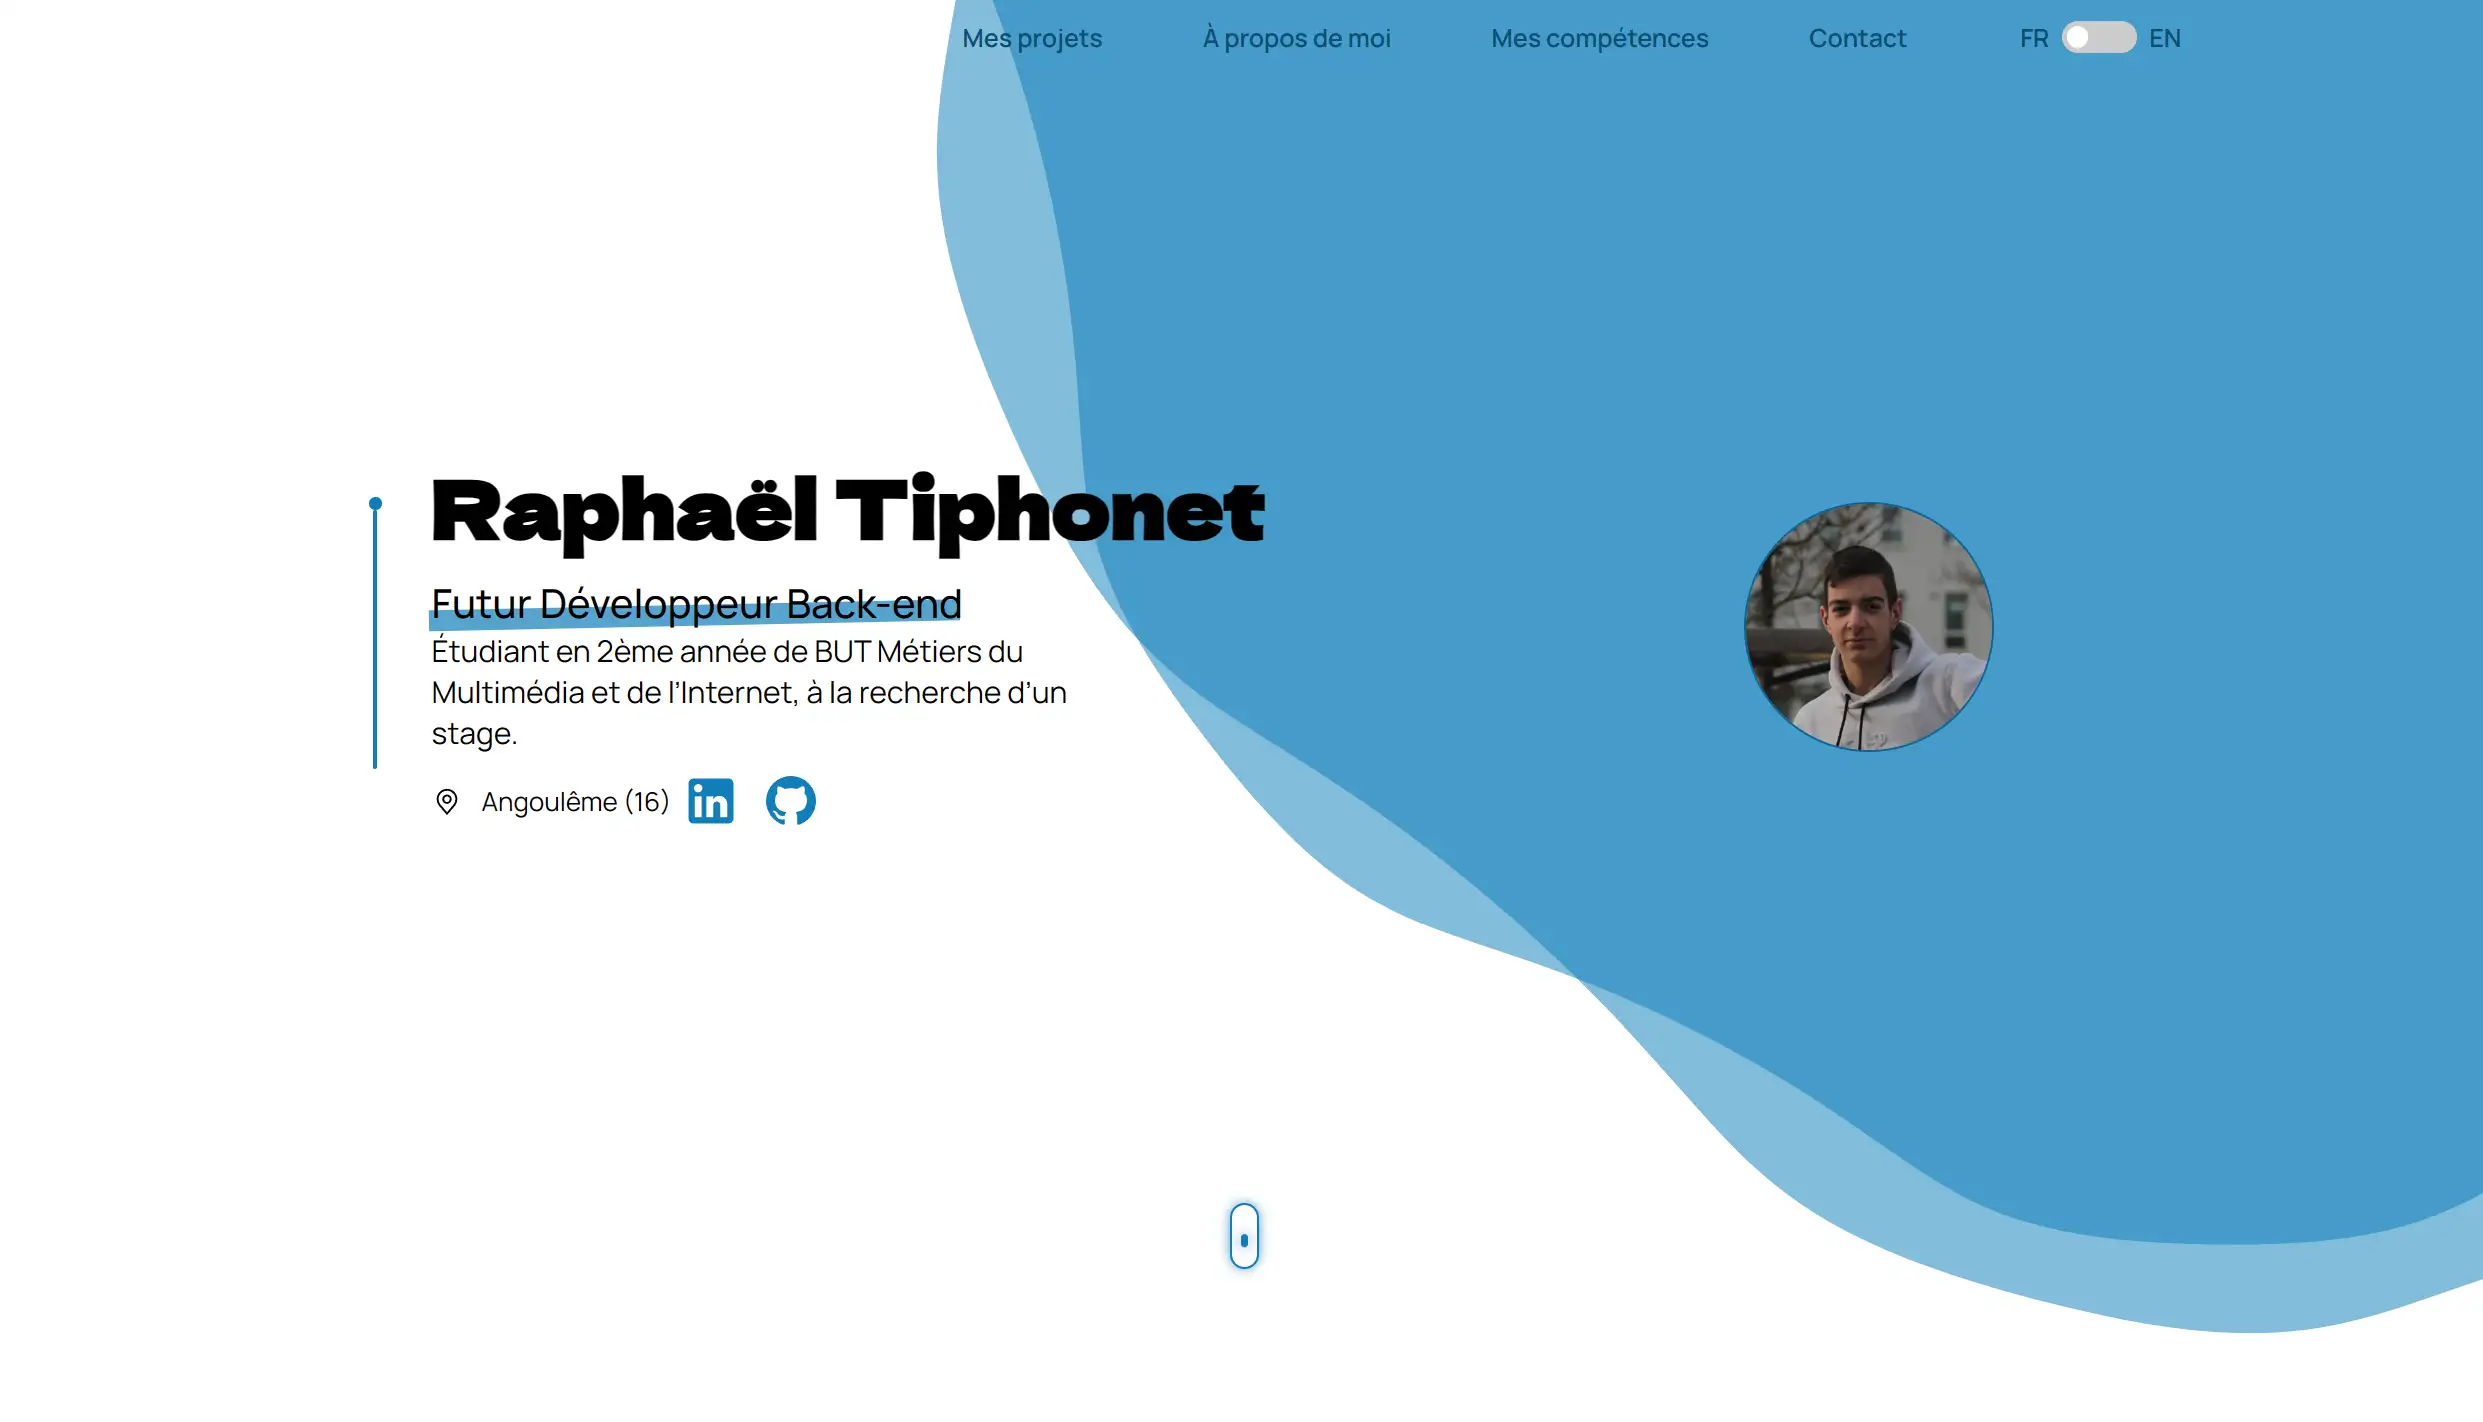 Mes projets À propos de moi Mes compétences Contact FR EN
Raphaël Tiphonet
Futur Développeur Back-end
Étudiant en 2ème année de BUT Métiers du
Multimédia et de l’Internet, à la recherche d’un
stage.
Angoulême (16) in